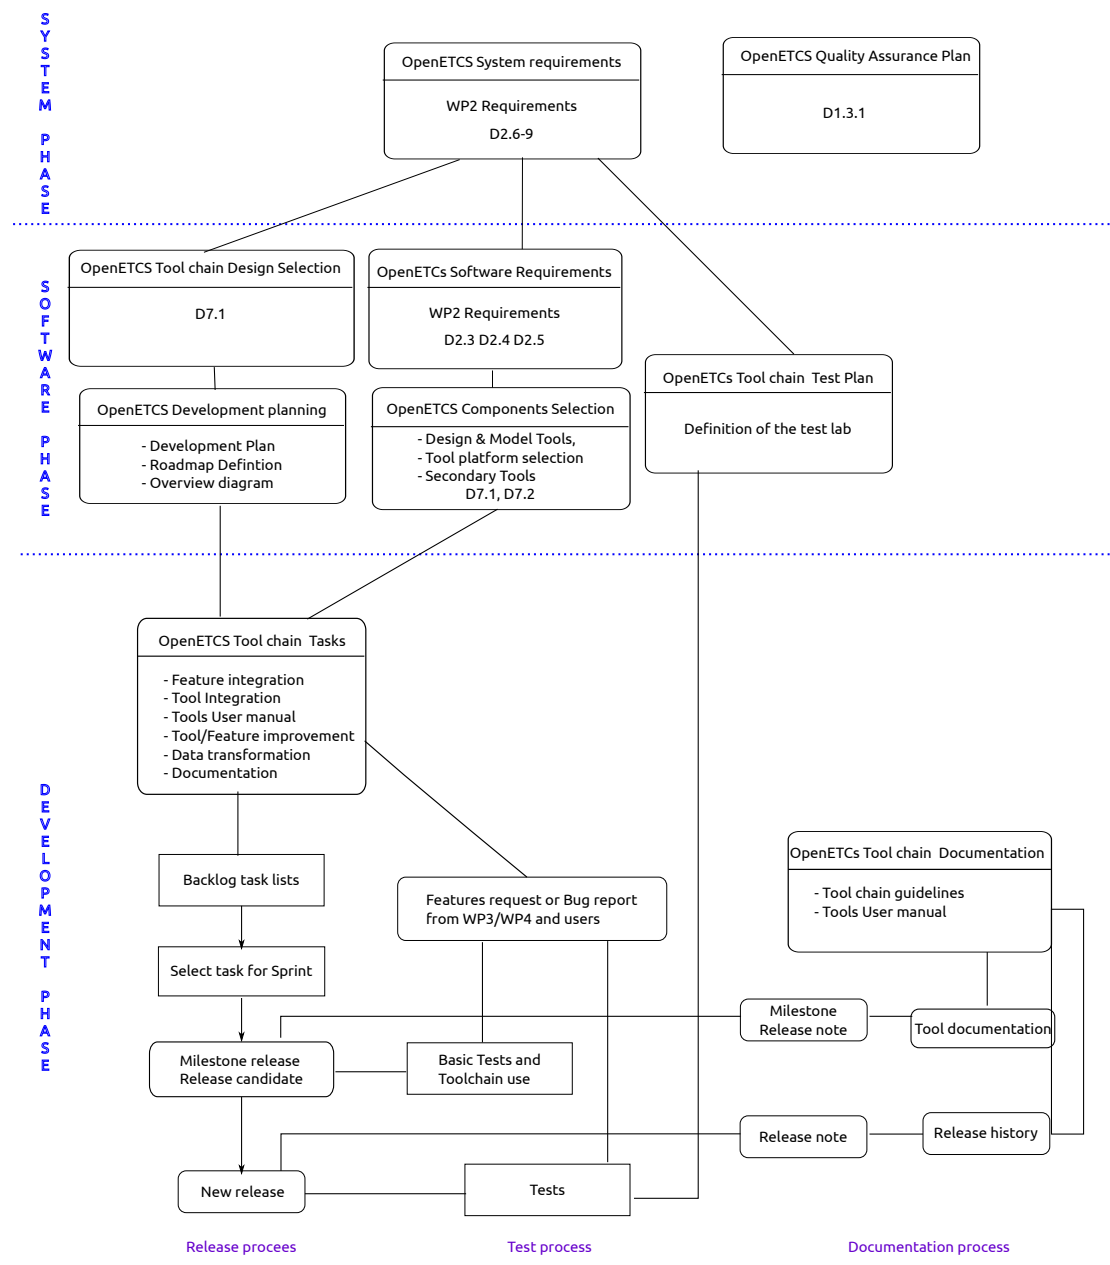 SYSTEM PHASE
OpenETCS System requirements
WP2 Requirements
D2.6-9
OpenETCS Quality Assurance Plan
D1.3.1
SOFTWARE PHASE
OpenETCS Tool chain Design Selection
D7.1
OpenETCs Software Requirements
WP2 Requirements
D2.3 D2.4 D2.5
OpenETCs Tool chain Test Plan
Definition of the test lab
OpenETCS Development planning
- Development Plan
- Roadmap Defintion
- Overview diagram
OpenETCS Components Selection
- Design & Model Tools,
- Tool platform selection
- Secondary Tools
D7.1, D7.2
DEVELOPMENT PHASE
OpenETCS Tool chain Tasks
- Feature integration
- Tool Integration
- Tools User manual
- Tool/Feature improvement
- Data transformation
- Documentation
Backlog task lists
Features request or Bug report
from WP3/WP4 and users
OpenETCs Tool chain Documentation
- Tool chain guidelines
- Tools User manual
Select task for Sprint
Milestone
Release note
Tool documentation
Milestone release
Release candidate
Basic Tests and
Toolchain use
Release note
Release history
New release
Tests
Release procees
Test process
Documentation process